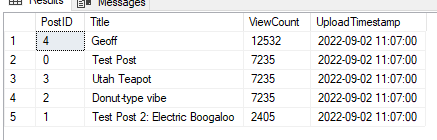 Results Messages
PostID Title ViewCount UploadTimestamp
1 4 Geoff 12532 2022-09-02 11:07:00
2 0 Test Post 7235 2022-09-02 11:07:00
3 3 Utah Teapot 7235 2022-09-02 11:07:00
4 2 Donut-type vibe 7235 2022-09-02 11:07:00
5 1 Test Post 2: Electric Boogaloo 2405 2022-09-02 11:07:00